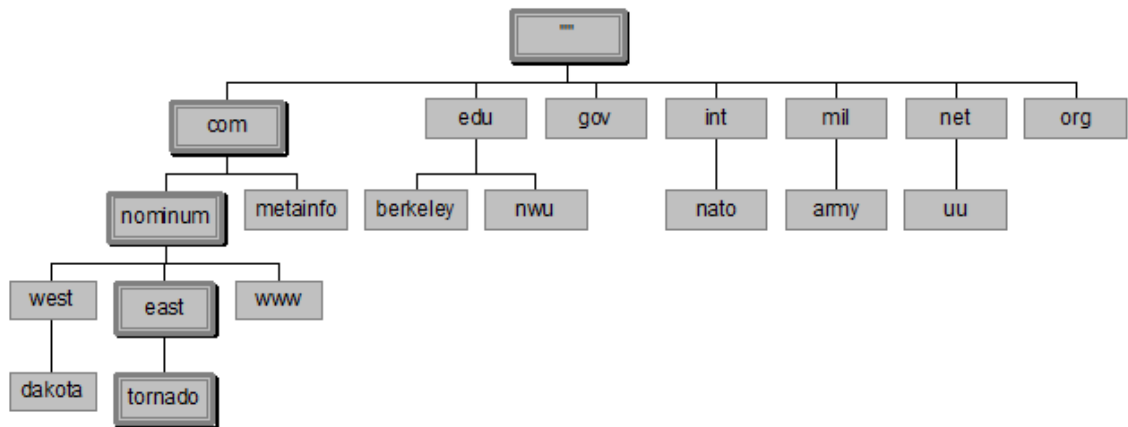 ""
com
edu
gov
int
mil
net
org
nominum
metainfo
berkeley
nwu
nato
army
uu
west
east
www
dakota
tornado